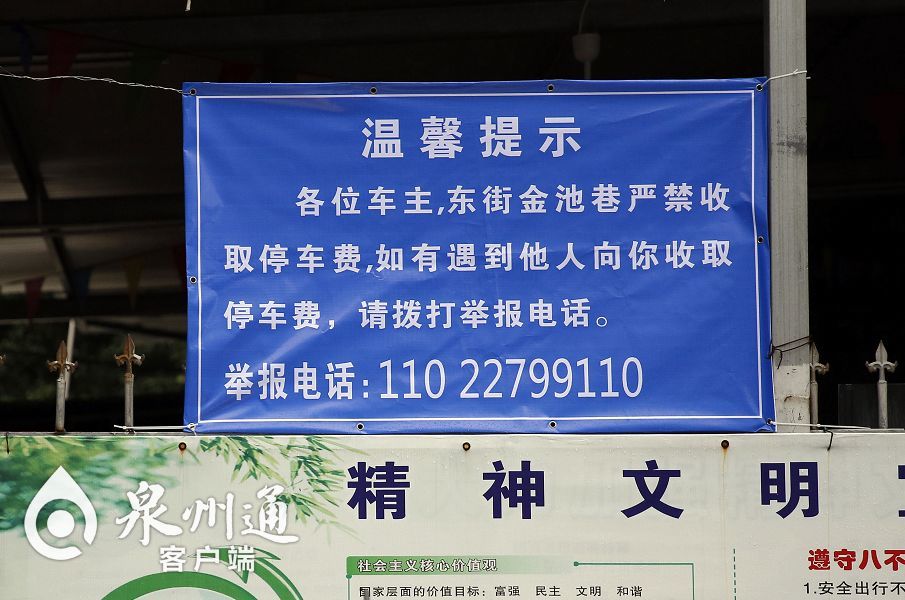 温馨提示
各位车主,东街金池巷严禁收
取停车费,如有遇到他人向你收取
停车费，请拨打举报电话。
举报电话: 110 22799110
精神文明
泉州通
客户端
社会主义核心价值观
国家层面的价值目标: 富强 民主 文明 和谐
遵守八不
1.安全出行不